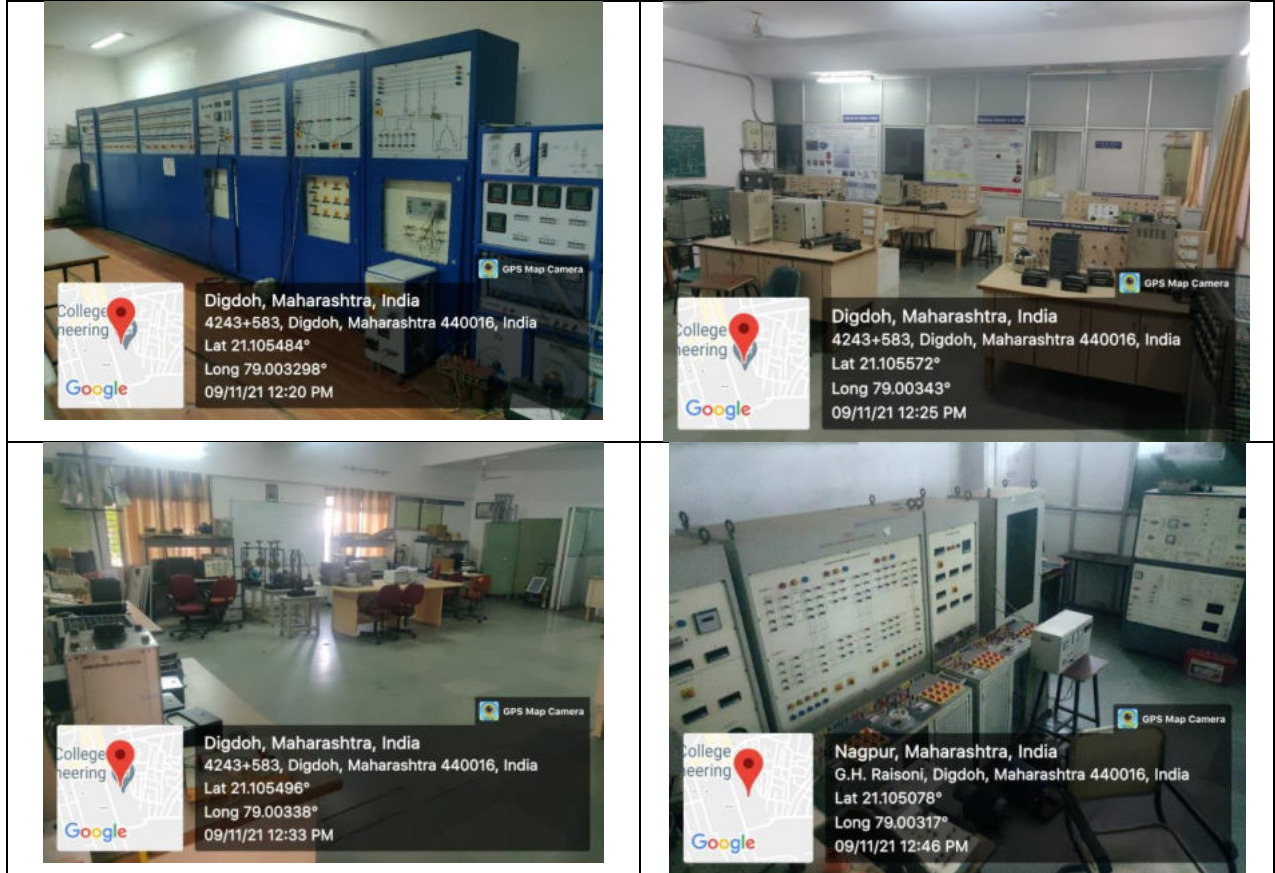 GPS Map Camera
College
neering
Google
Digdoh, Maharashtra, India
4243+583, Digdoh, Maharashtra 440016, India
Lat 21.105484°
Long 79.003298°
09/11/21 12:20 PM
GPS Map Camera
College
neering
Google
Digdoh, Maharashtra, India
4243+583, Digdoh, Maharashtra 440016, India
Lat 21.105572°
Long 79.00343°
09/11/21 12:25 PM
GPS Map Camera
College
neering
Google
Digdoh, Maharashtra, India
4243+583, Digdoh, Maharashtra 440016, India
Lat 21.105496°
Long 79.00338°
09/11/21 12:33 PM
GPS Map Camera
College
neering
Google
Nagpur, Maharashtra, India
G.H. Raisoni, Digdoh, Maharashtra 440016, India
Lat 21.105078°
Long 79.00317°
09/11/21 12:46 PM